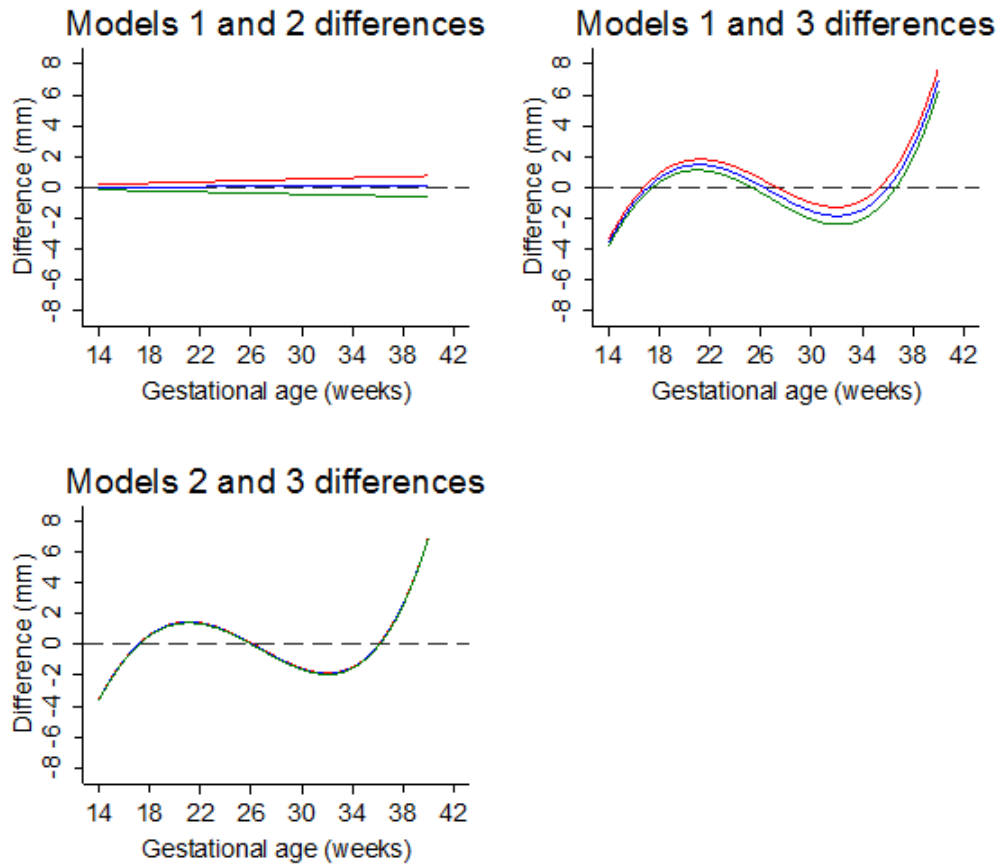 Models 1 and 2 differences
8
6
4
2
0
-2
-4
-6
-8
Difference (mm)
14 18 22 26 30 34 38 42
Gestational age (weeks)
Models 1 and 3 differences
8
6
4
2
0
-2
-4
-6
-8
Difference (mm)
14 18 22 26 30 34 38 42
Gestational age (weeks)
Models 2 and 3 differences
8
6
4
2
0
-2
-4
-6
-8
Difference (mm)
14 18 22 26 30 34 38 42
Gestational age (weeks)